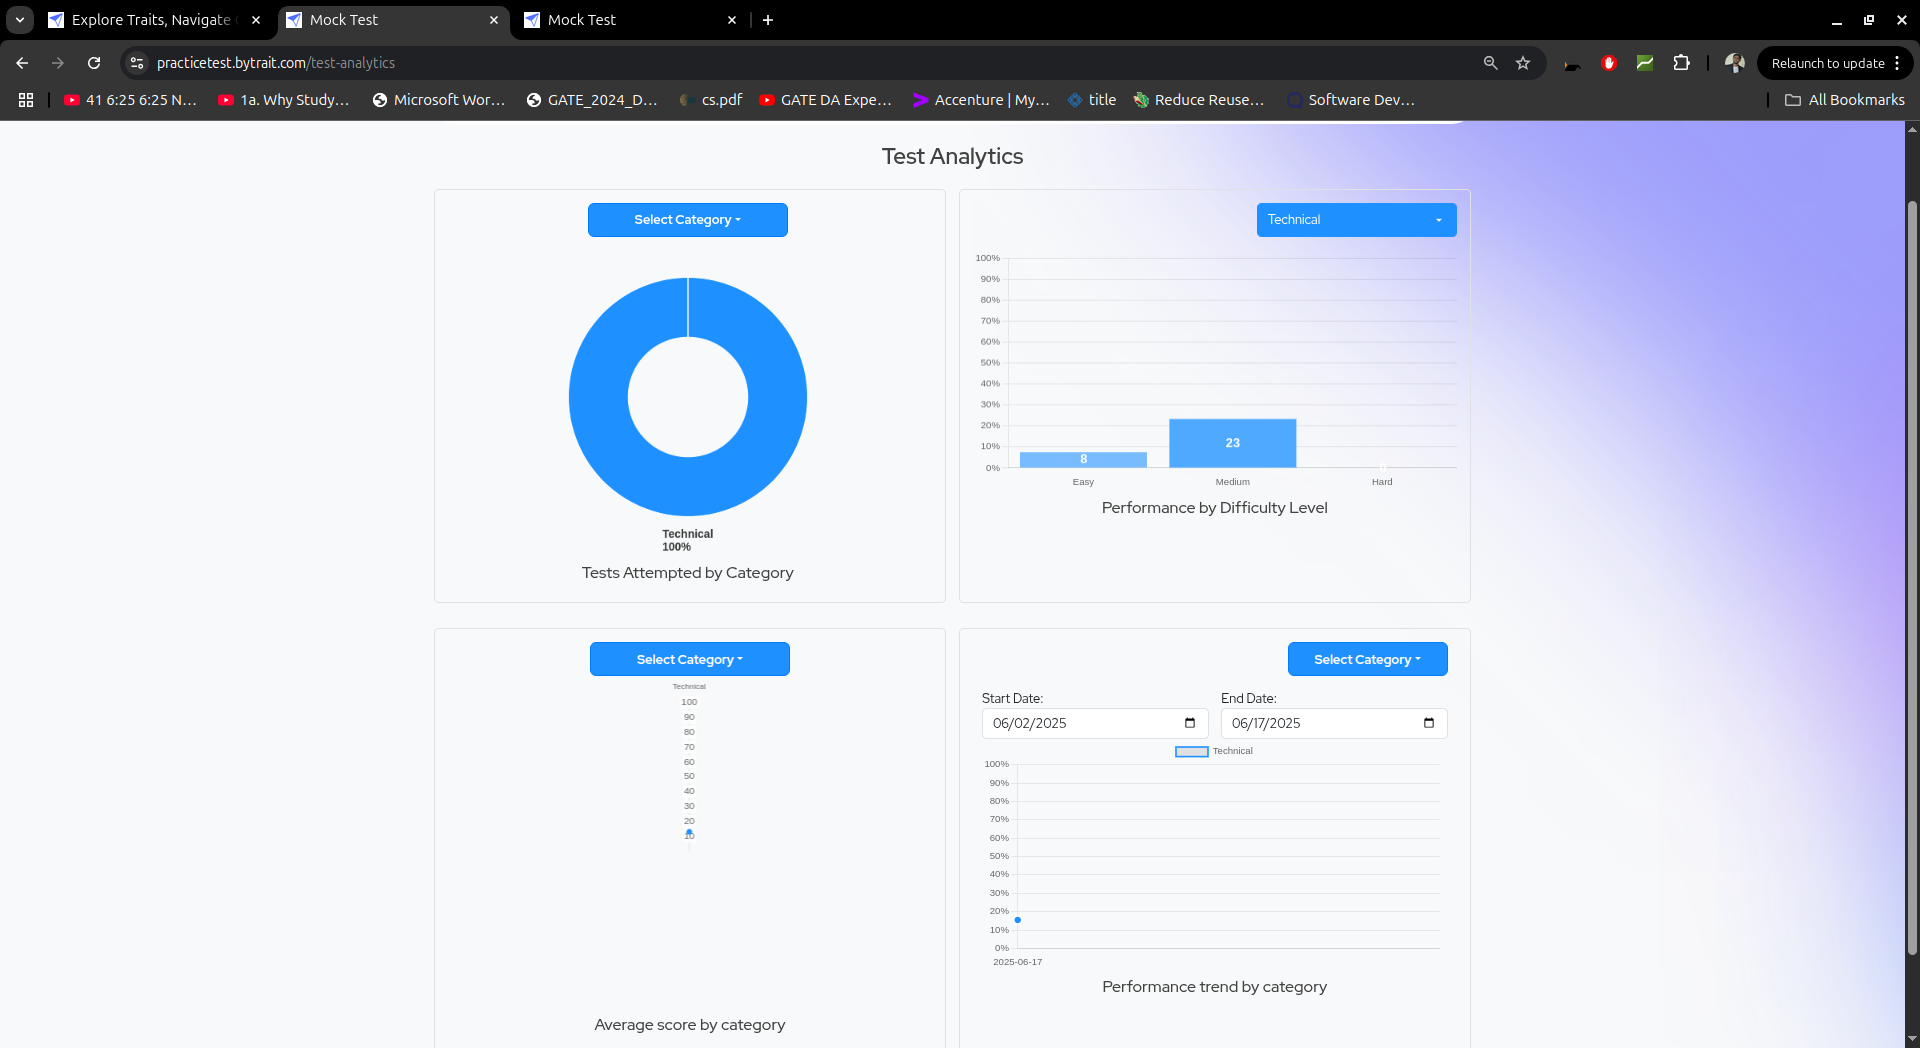 Explore Traits, Navigate
Mock Test
Mock Test
practicetest.bytrait.com/test-analytics
Relaunch to update
41 6:25 6:25 N...
1a. Why Study...
Microsoft Wor...
GATE_2024_D...
cs.pdf
GATE DA Expe...
Accenture | My...
title
Reduce Reuse...
Software Dev...
All Bookmarks
Test Analytics
Select Category
Technical
100%
Tests Attempted by Category
Technical
100%
90%
80%
70%
60%
50%
40%
30%
20%
10%
0%
8
23
0
Easy
Medium
Hard
Performance by Difficulty Level
Select Category
Technical
100
90
80
70
60
50
40
30
20
10
Average score by category
Select Category
Start Date:
End Date:
06/02/2025
06/17/2025
Technical
100%
90%
80%
70%
60%
50%
40%
30%
20%
10%
0%
2025-06-17
Performance trend by category